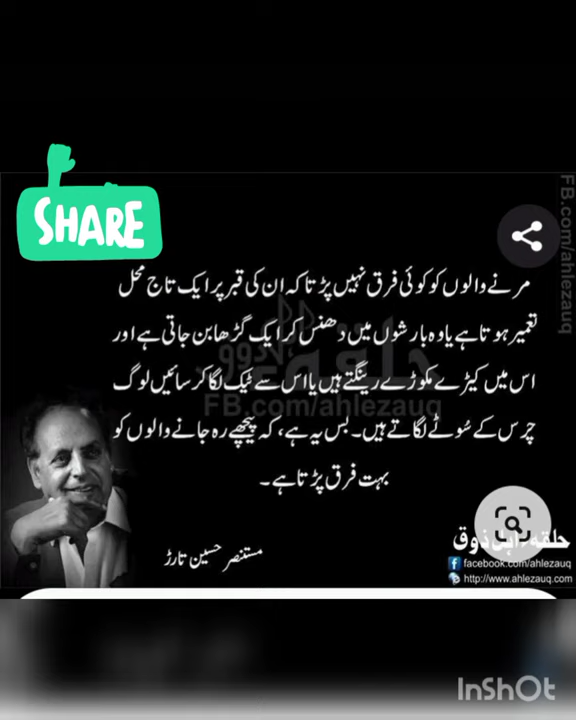 SHARE
FB.com/ahlezauq
مرنے والوں کو کوئی فرق نہیں پڑتا کہ ان کی قبر پر ایک تاج محل
تعمیر ہوتا ہے یا وہ بارشوں میں دھنس کر ایک گڑھا بن جاتی ہے اور
اس میں کیڑے مکوڑے رینگتے ہیں یا اس سے ٹیک لگا کر سائیں لوگ
FB.com/ahlezauq
چرس کے سُوٹے لگاتے ہیں۔ بس یہ ہے، کہ پیچھے رہ جانے والوں کو
بہت فرق پڑتا ہے۔
مستنصر حسین تارڑ
حلقہ اہل ذوق
facebook.com/ahlezauq
http://www.ahlezauq.com
InShOt